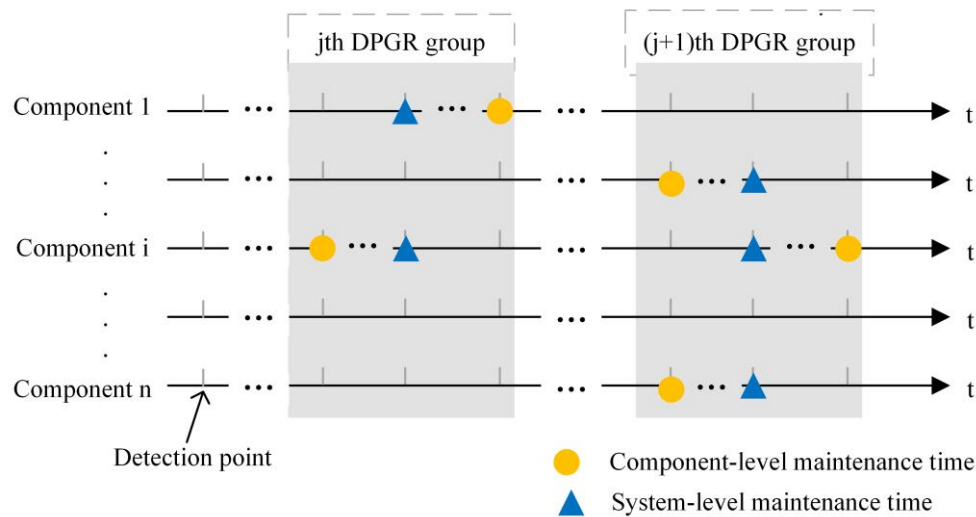 jth DPGR group
(j+1)th DPGR group
Component 1
... 
...
...
t
.
.
.
...
...
...
t
Component i
...
...
...
...
t
.
.
.
...
...
t
Component n
...
...
...
t
Detection point
Component-level maintenance time
System-level maintenance time